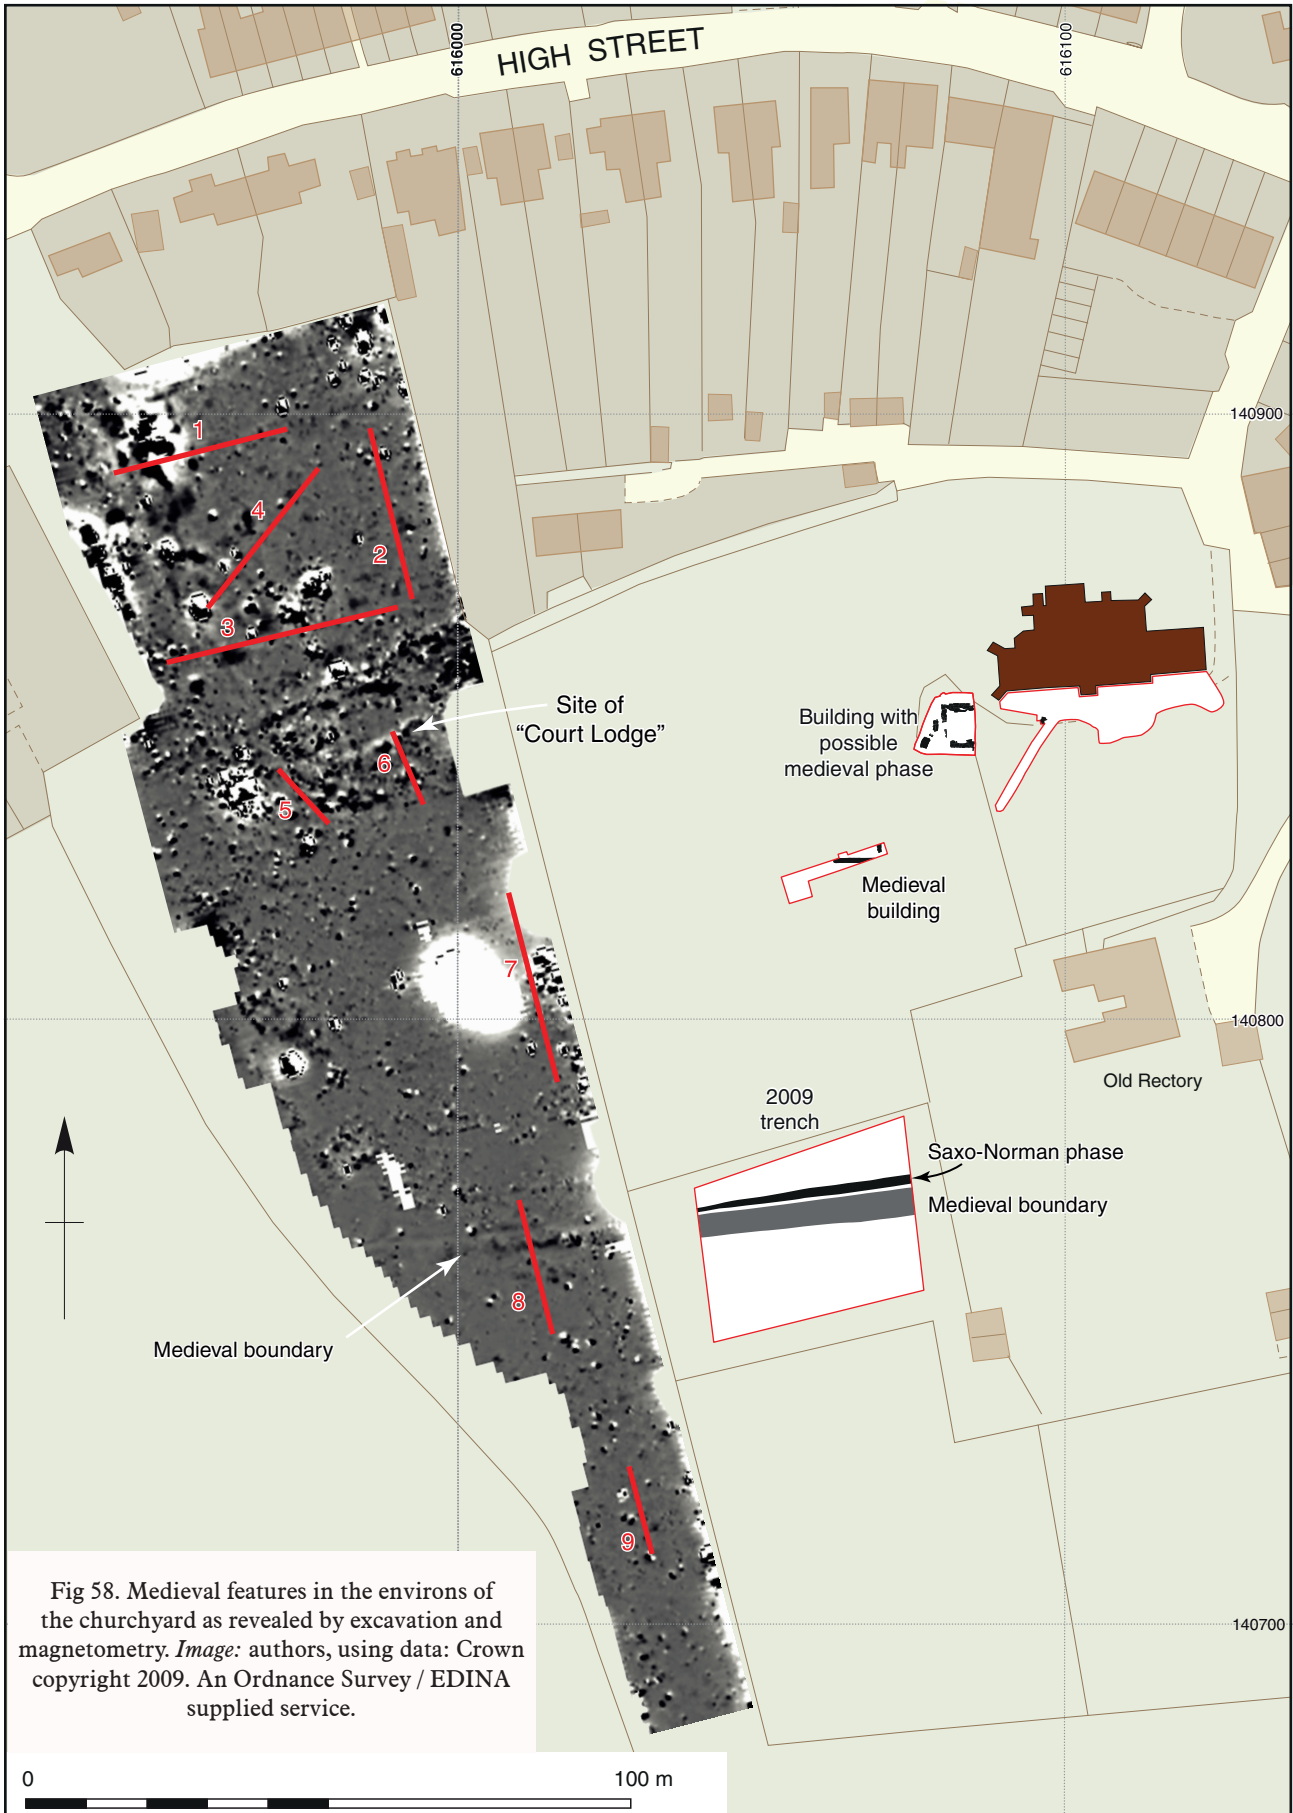 HIGH STREET
616000
616100
140900
1
4
2
3
Site of
“Court Lodge”
6
5
Building with
possible
medieval phase
Medieval
building
7
140800
Old Rectory
2009
trench
Saxo-Norman phase
Medieval boundary
8
Medieval boundary
9
140700
Fig 58. Medieval features in the environs of
the churchyard as revealed by excavation and
magnetometry. Image: authors, using data: Crown
copyright 2009. An Ordnance Survey / EDINA
supplied service.
0
100 m